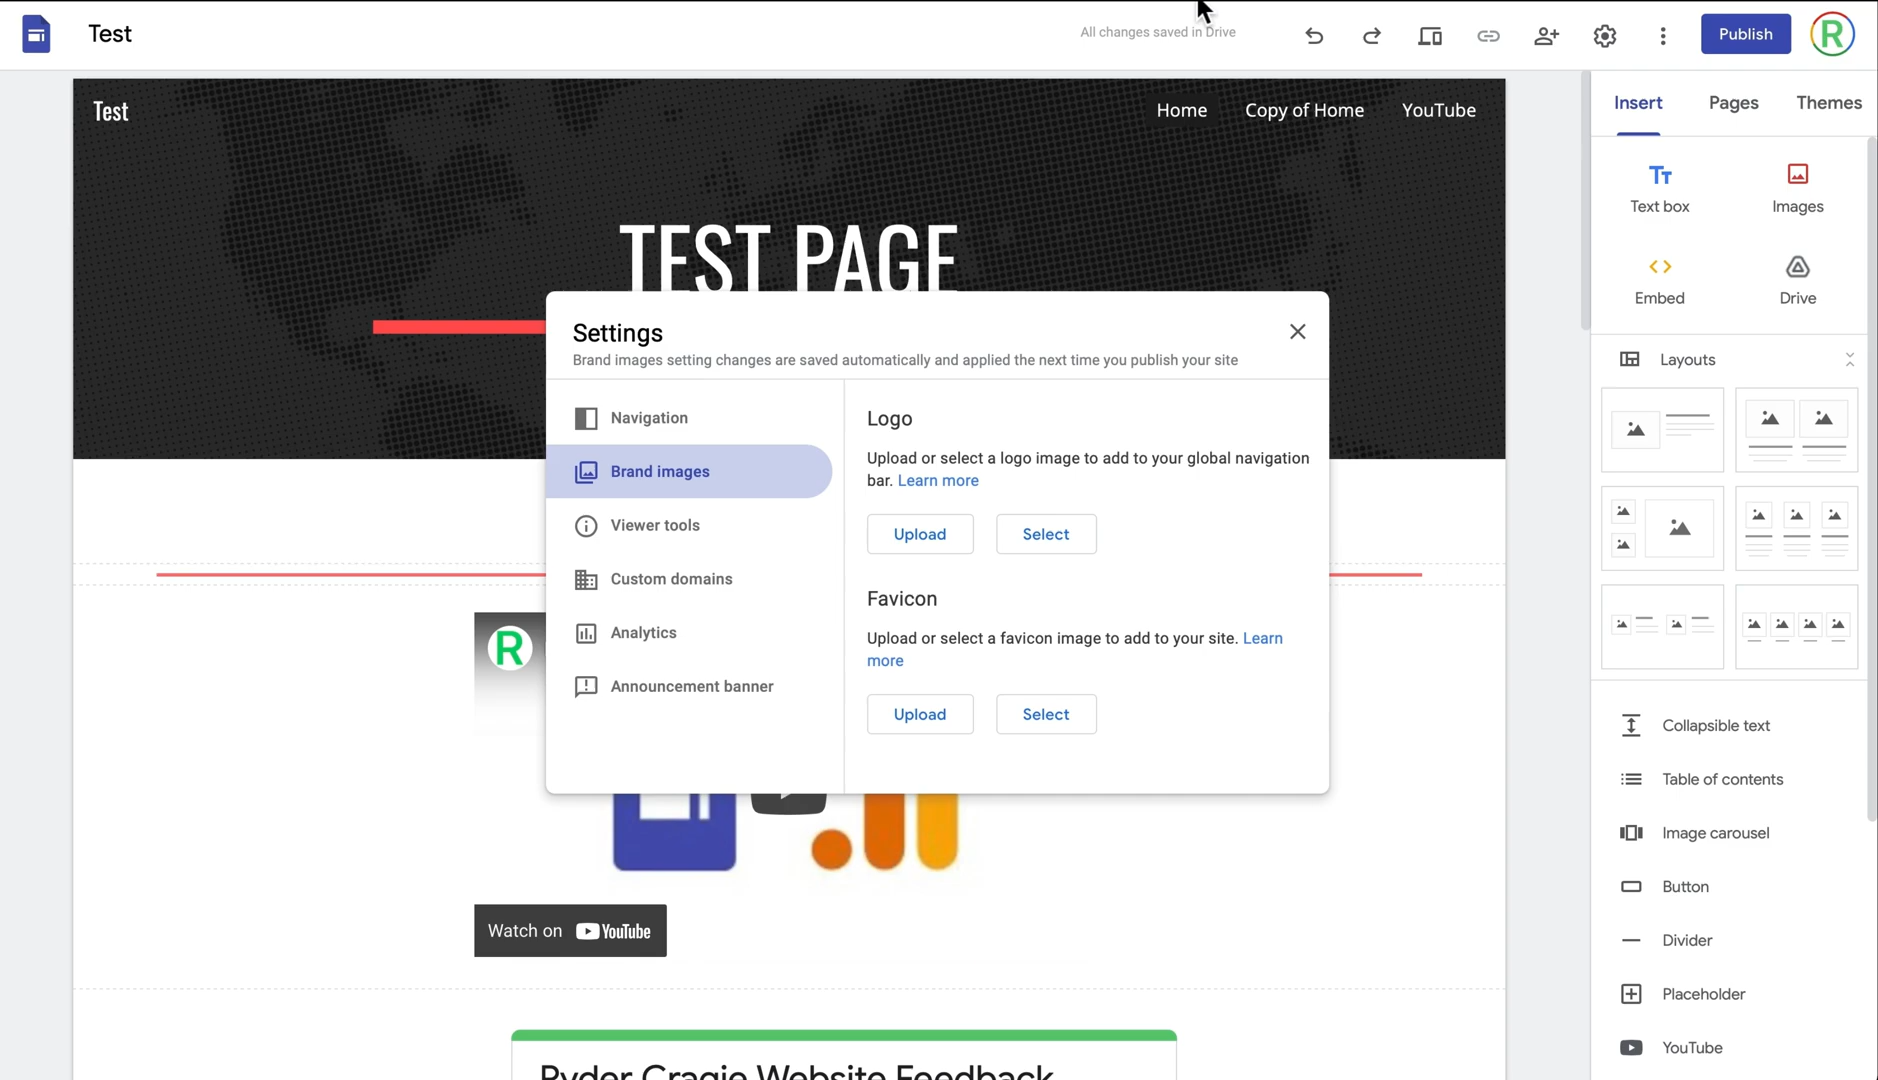 Test
All changes saved in Drive
Publish
R
Test
Home
Copy of Home
YouTube
TEST PAGE
Settings
Brand images setting changes are saved automatically and applied the next time you publish your site
Navigation
Brand images
Viewer tools
Custom domains
Analytics
Announcement banner
Logo
Upload or select a logo image to add to your global navigation
bar. Learn more
Upload
Select
Favicon
Upload or select a favicon image to add to your site. Learn
more
Upload
Select
R
Watch on YouTube
Ryder Cragie Website Feedback
Insert
Pages
Themes
Tт
Text box
Images
Embed
Drive
Layouts
Collapsible text
Table of contents
Image carousel
Button
Divider
Placeholder
YouTube